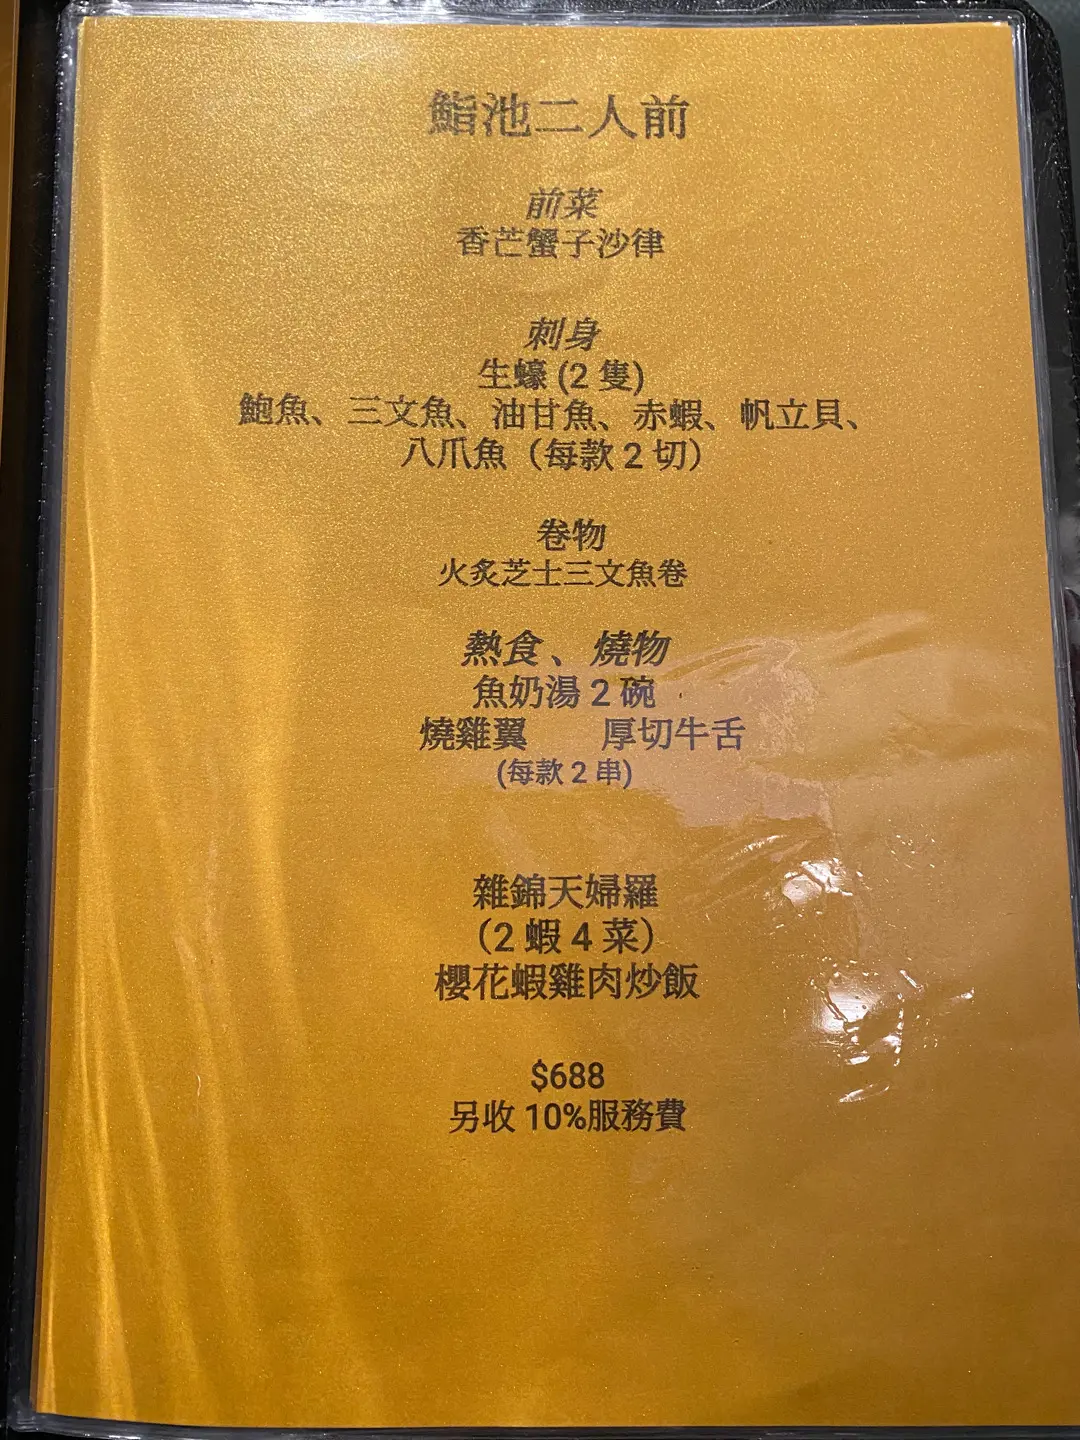 鮨池二人前
前菜
香芒蟹子沙律
刺身
生蠔 (2 隻)
鮑魚、三文魚、油甘魚、赤蝦、帆立貝、
八爪魚（每款 2 切）
卷物
火炙芝士三文魚卷
熱食、燒物
魚奶湯 2 碗
燒雞翼 厚切牛舌
(每款 2 串)
雜錦天婦羅
（2 蝦 4 菜）
櫻花蝦雞肉炒飯
$688
另收 10%服務費